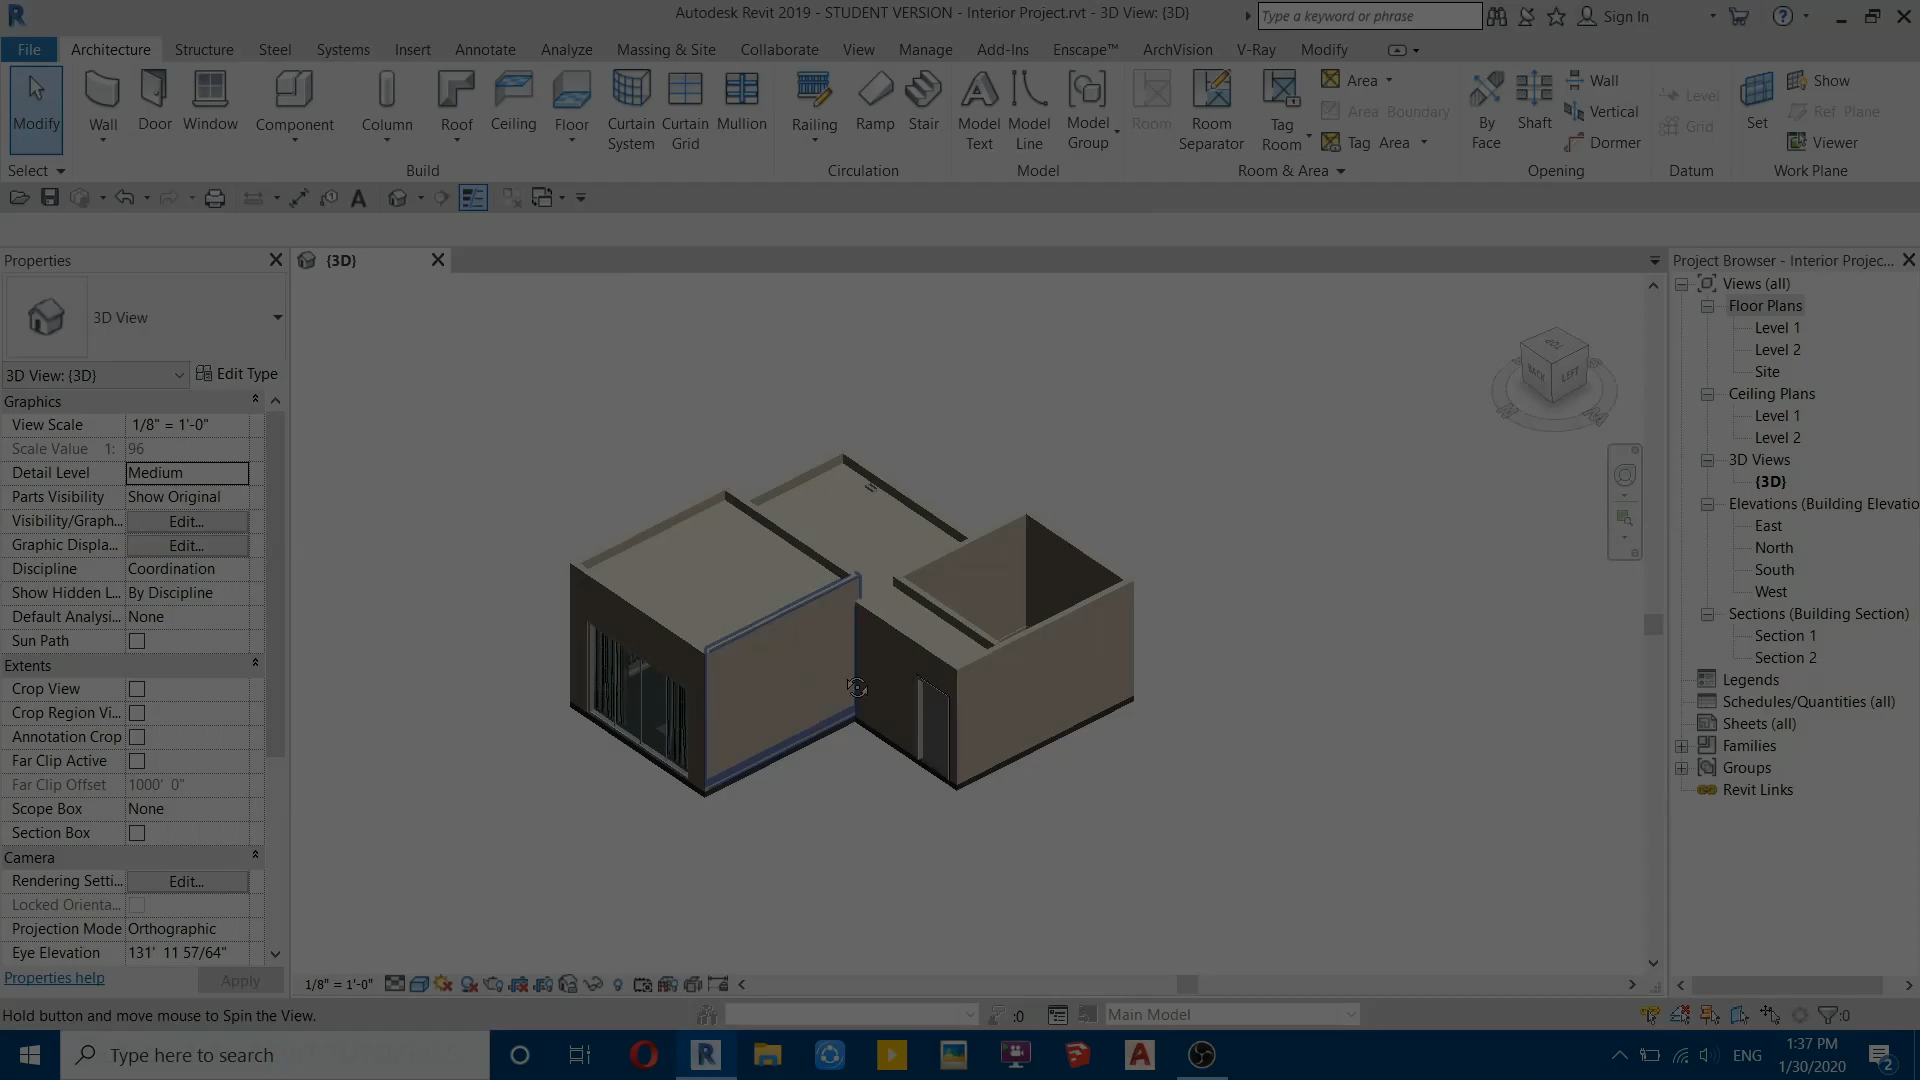 Autodesk Revit 2019 - STUDENT VERSION - Interior Project.rvt - 3D View: {3D}
Type a keyword or phrase
Sign In
File Architecture Structure Steel Systems Insert Annotate Analyze Massing & Site Collaborate View Manage Add-Ins Enscape™ ArchVision V-Ray Modify
Modify
Wall
Door
Window
Component
Column
Roof
Ceiling
Floor
Curtain System
Curtain Grid
Mullion
Railing
Ramp
Stair
Model Text
Model Line
Model Group
Room
Room Separator
Tag Room
Area
Area Boundary
Tag Area
By Face
Shaft
Wall
Vertical
Dormer
Level
Grid
Set
Show
Ref Plane
Viewer
Select Build Circulation Model Room & Area Opening Datum Work Plane
Properties
3D View
3D View: {3D} Edit Type
Graphics
View Scale 1/8" = 1'-0"
Scale Value 1: 96
Detail Level Medium
Parts Visibility Show Original
Visibility/Graph... Edit...
Graphic Displa... Edit...
Discipline Coordination
Show Hidden L... By Discipline
Default Analysi... None
Sun Path
Extents
Crop View
Crop Region Vi...
Annotation Crop
Far Clip Active
Far Clip Offset 1000' 0"
Scope Box None
Section Box
Camera
Rendering Setti... Edit...
Locked Orienta...
Projection Mode Orthographic
Eye Elevation 131' 11 57/64"
Properties help Apply
{3D}
TOP
BACK LEFT
Project Browser - Interior Projec...
Views (all)
Floor Plans
Level 1
Level 2
Site
Ceiling Plans
Level 1
Level 2
3D Views
{3D}
Elevations (Building Elevatio
East
North
South
West
Sections (Building Section)
Section 1
Section 2
Legends
Schedules/Quantities (all)
Sheets (all)
Families
Groups
Revit Links
1/8" = 1'-0"
Hold button and move mouse to Spin the View.
:0
Main Model
:0
Type here to search
ENG
1:37 PM
1/30/2020
2